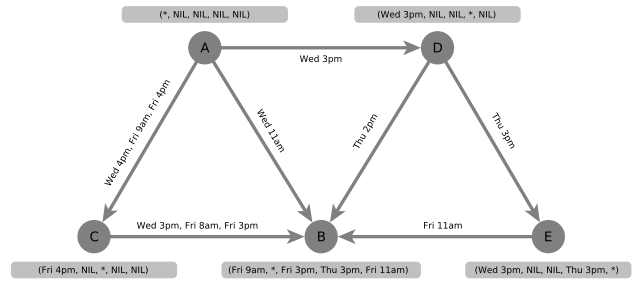 (*, NIL, NIL, NIL, NIL)
(Wed 3pm, NIL, NIL, *, NIL)
A
D
Wed 3pm
Wed 4pm, Fri 9am, Fri 4pm
Wed 11am
Thu 2pm
Thu 3pm
Wed 3pm, Fri 8am, Fri 3pm
Fri 11am
C
B
E
(Fri 4pm, NIL, *, NIL, NIL)
(Fri 9am, *, Fri 3pm, Thu 3pm, Fri 11am)
(Wed 3pm, NIL, NIL, Thu 3pm, *)